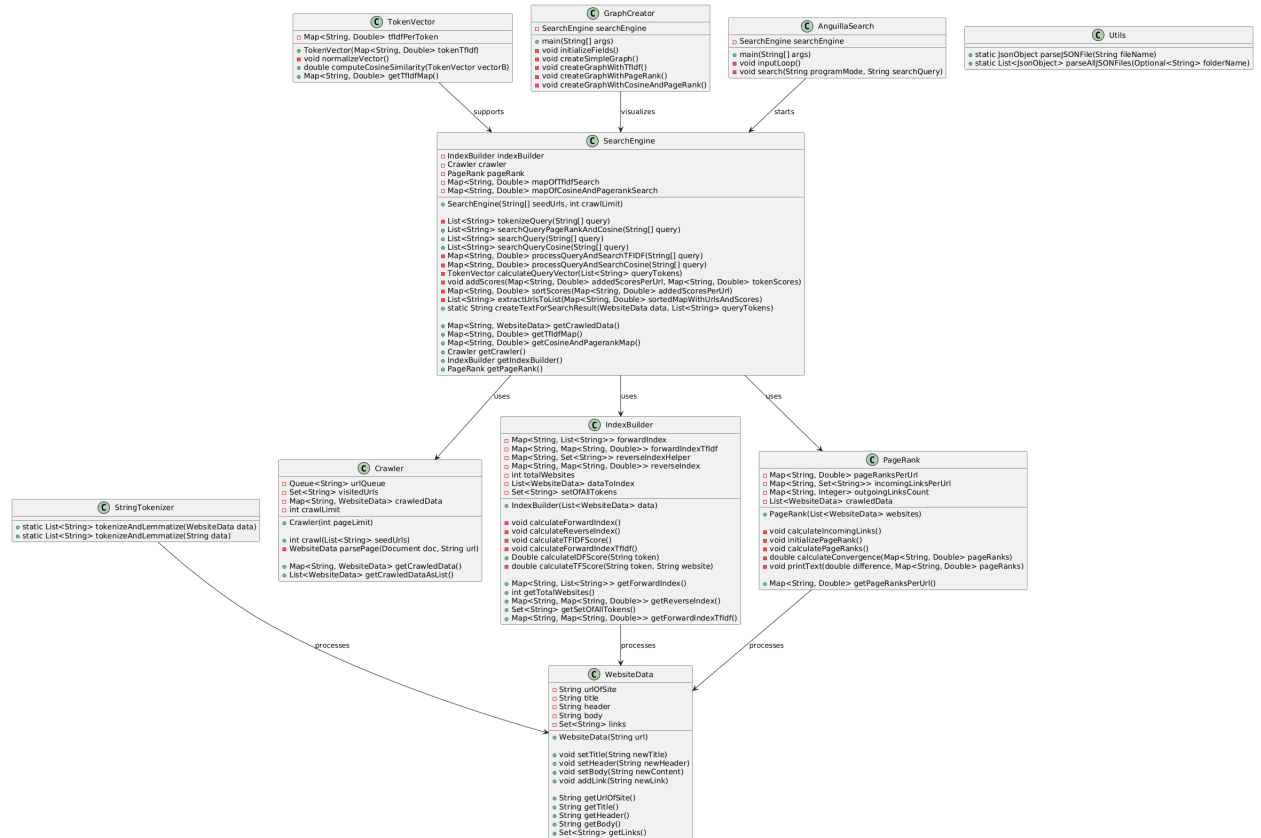 TokenVector
Map<String, Double> tfIdfPerToken
TokenVector(Map<String, Double> tokenTfIdf)
void normalizeVector()
double computeCosineSimilarity(TokenVector vectorB)
Map<String, Double> getTfIdfMap()
GraphCreator
SearchEngine searchEngine
main(String[] args)
void initializeFields()
void createSimpleGraph()
void createGraphWithTfIdf()
void createGraphWithPageRank()
void createGraphWithCosineAndPageRank()
AnguillaSearch
SearchEngine searchEngine
main(String[] args)
void inputLoop()
void search(String programMode, String searchQuery)
Utils
static JsonObject parseJSONFile(String fileName)
static List<JsonObject> parseAllJSONFiles(Optional<String> folderName)
supports
visualizes
starts
SearchEngine
IndexBuilder indexBuilder
Crawler crawler
PageRank pageRank
Map<String, Double> mapOfTfIdfSearch
Map<String, Double> mapOfCosineAndPagerankSearch
SearchEngine(String[] seedUrls, int crawlLimit)
List<String> tokenizeQuery(String[] query)
List<String> searchQueryPageRankAndCosine(String[] query)
List<String> searchQuery(String[] query)
List<String> searchQueryCosine(String[] query)
Map<String, Double> processQueryAndSearchTFIDF(String[] query)
Map<String, Double> processQueryAndSearchCosine(String[] query)
TokenVector calculateQueryVector(List<String> queryTokens)
void addScores(Map<String, Double> addedScoresPerUrl, Map<String, Double> tokenScores)
Map<String, Double> sortScores(Map<String, Double> addedScoresPerUrl)
List<String> extractUrlsToList(Map<String, Double> sortedMapWithUrlsAndScores)
static String createTextForSearchResult(WebsiteData data, List<String> queryTokens)
Map<String, WebsiteData> getCrawledData()
Map<String, Double> getTfIdfMap()
Map<String, Double> getCosineAndPagerankMap()
Crawler getCrawler()
IndexBuilder getIndexBuilder()
PageRank getPageRank()
uses
uses
uses
StringTokenizer
static List<String> tokenizeAndLemmatize(WebsiteData data)
static List<String> tokenizeAndLemmatize(String data)
Crawler
Queue<String> urlQueue
Set<String> visitedUrls
Map<String, WebsiteData> crawledData
int crawlLimit
Crawler(int pageLimit)
int crawl(List<String> seedUrls)
WebsiteData parsePage(Document doc, String url)
Map<String, WebsiteData> getCrawledData()
List<WebsiteData> getCrawledDataAsList()
IndexBuilder
Map<String, List<String>> forwardIndex
Map<String, Map<String, Double>> forwardIndexTfIdf
Map<String, Set<String>> reverseIndexHelper
Map<String, Map<String, Double>> reverseIndex
int totalWebsites
List<WebsiteData> dataToIndex
Set<String> setOfAllTokens
IndexBuilder(List<WebsiteData> data)
void calculateForwardIndex()
void calculateReverseIndex()
void calculateTFIDFScore()
void calculateForwardIndexTfIdf()
Double calculateIDFScore(String token)
double calculateTFScore(String token, String website)
Map<String, List<String>> getForwardIndex()
int getTotalWebsites()
Map<String, Map<String, Double>> getReverseIndex()
Set<String> getSetOfAllTokens()
Map<String, Map<String, Double>> getForwardIndexTfIdf()
PageRank
Map<String, Double> pageRanksPerUrl
Map<String, Set<String>> incomingLinksPerUrl
Map<String, Integer> outgoingLinksCount
List<WebsiteData> crawledData
PageRank(List<WebsiteData> websites)
void calculateIncomingLinks()
void initializePageRank()
void calculatePageRanks()
double calculateConvergence(Map<String, Double> pageRanks)
void printText(double difference, Map<String, Double> pageRanks)
Map<String, Double> getPageRanksPerUrl()
processes
processes
processes
WebsiteData
String urlOfSite
String title
String header
String body
Set<String> links
WebsiteData(String url)
void setTitle(String newTitle)
void setHeader(String newHeader)
void setBody(String newContent)
void addLink(String newLink)
String getUrlOfSite()
String getTitle()
String getHeader()
String getBody()
Set<String> getLinks()